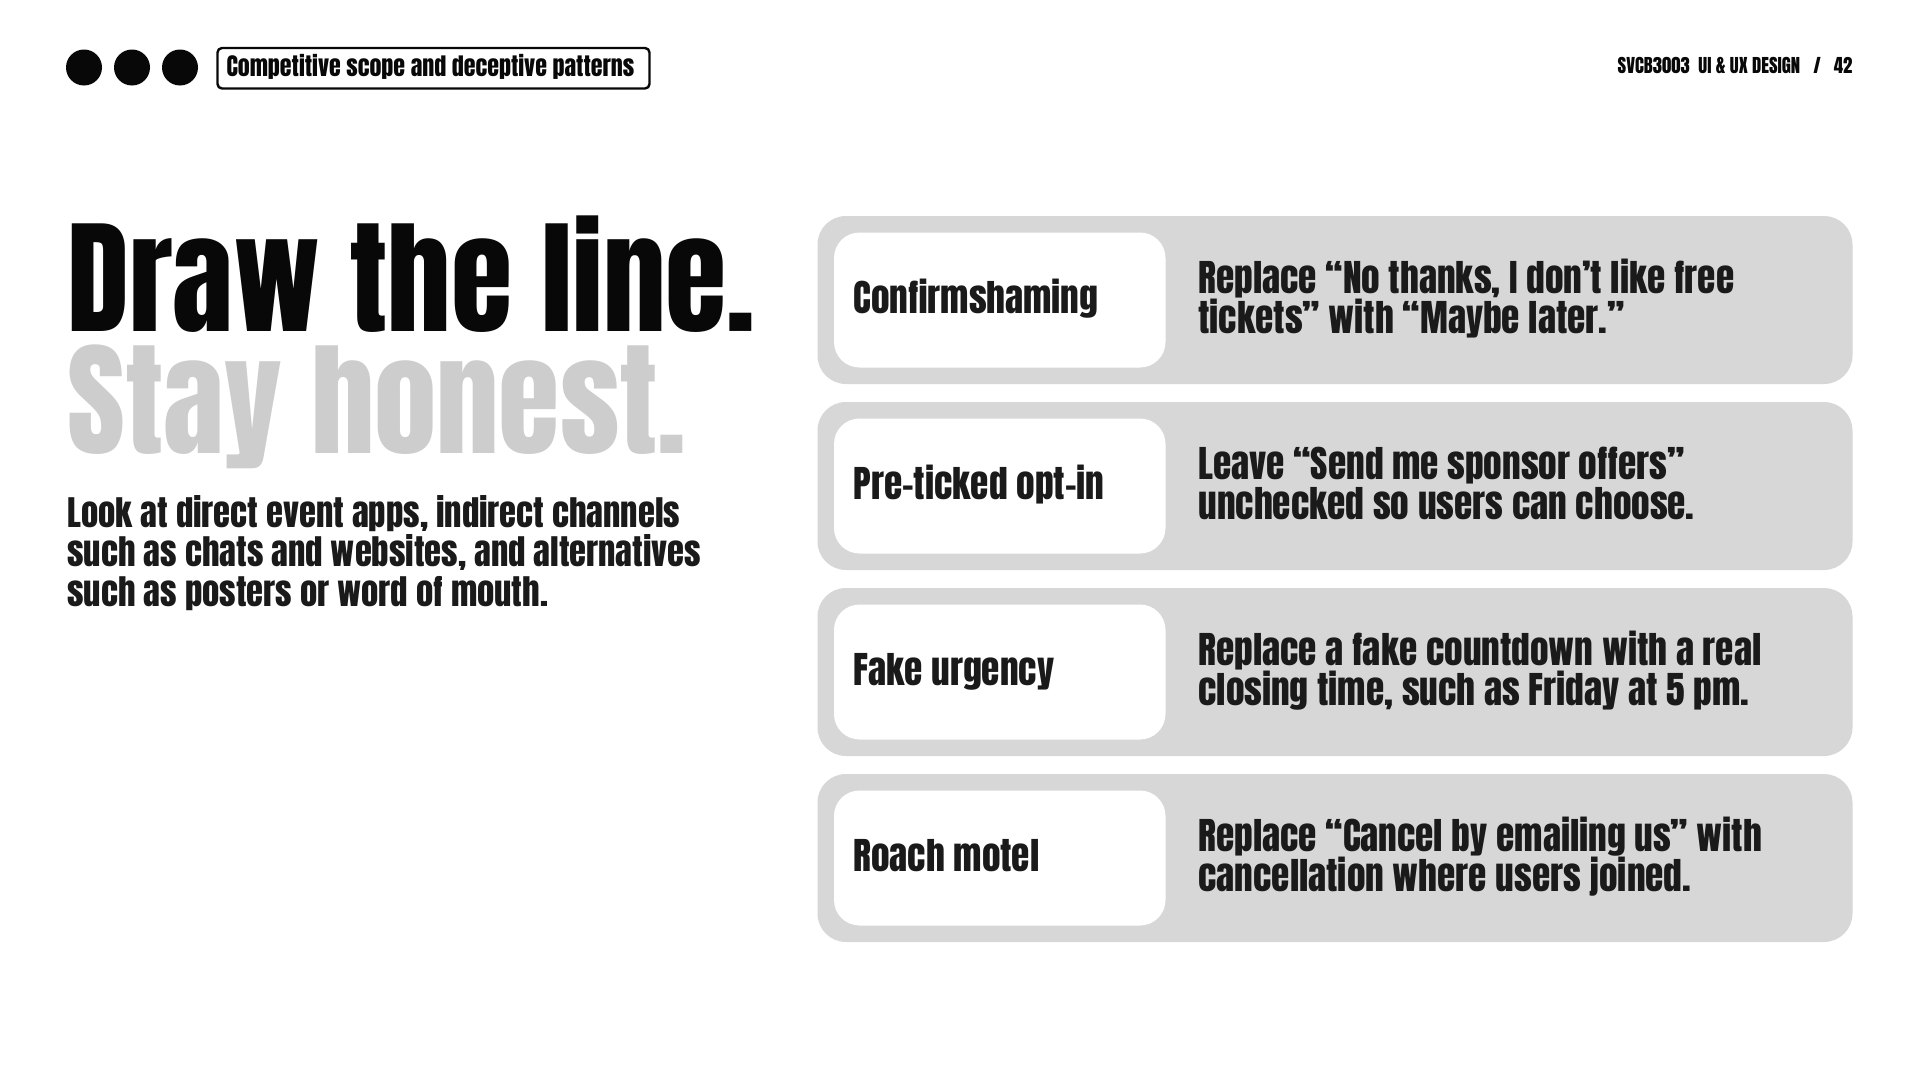 Competitive scope and deceptive patterns
SVCB3003 UI & UX DESIGN / 42
Draw the line.
Stay honest.
Look at direct event apps, indirect channels
such as chats and websites, and alternatives
such as posters or word of mouth.
Confirmshaming
Replace “No thanks, I don’t like free
tickets” with “Maybe later.”
Pre-ticked opt-in
Leave “Send me sponsor offers”
unchecked so users can choose.
Fake urgency
Replace a fake countdown with a real
closing time, such as Friday at 5 pm.
Roach motel
Replace “Cancel by emailing us” with
cancellation where users joined.